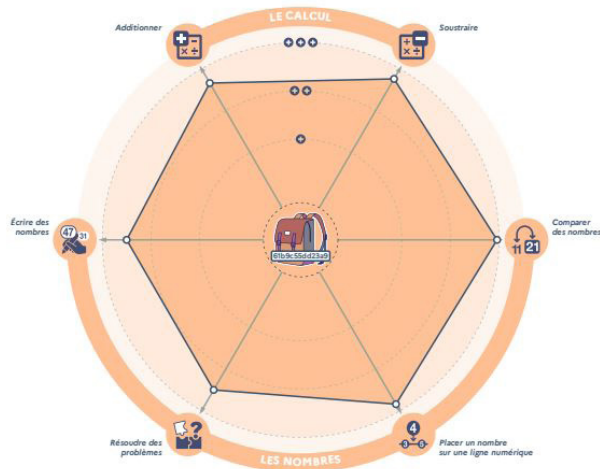 LE CALCUL
Additionner
Soustraire
Écrire des
nombres
47
31
61b9c55dd23a9
Comparer
des nombres
11
21
Résoudre des
problèmes
?
4
3
5
Placer un nombre
sur une ligne numérique
LES NOMBRES